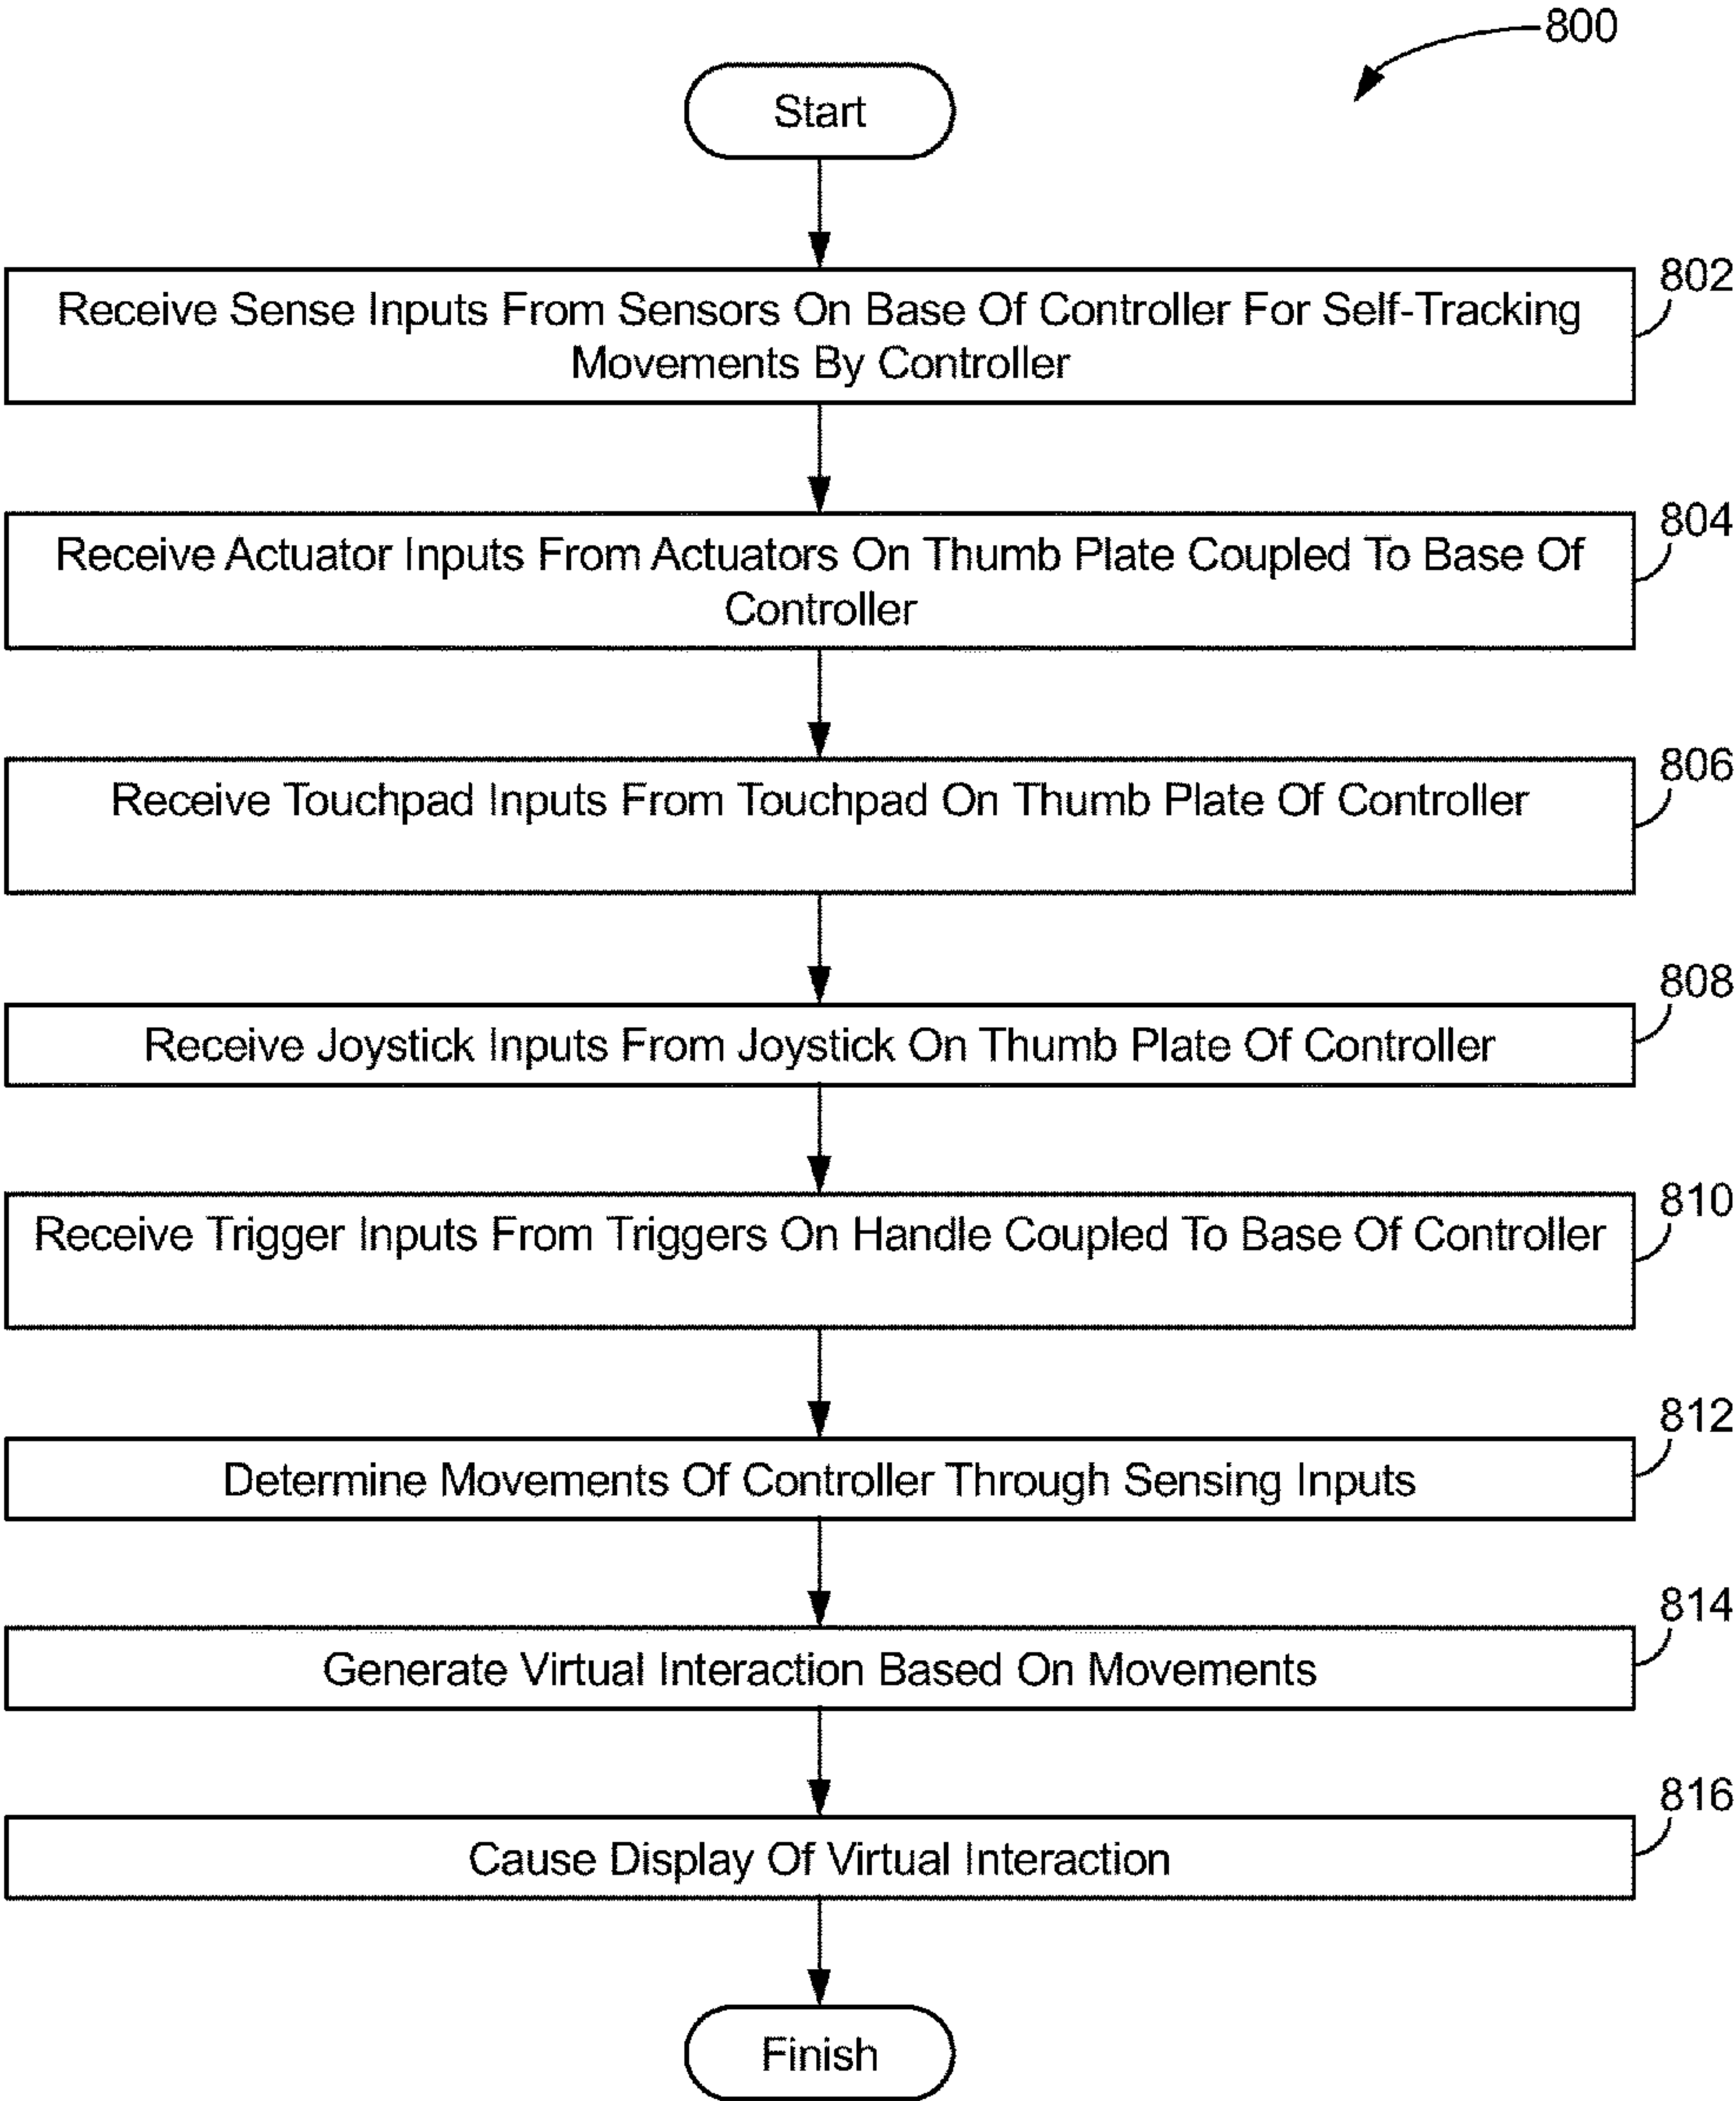 800
Start
802
Receive Sense Inputs From Sensors On Base Of Controller For Self-Tracking
Movements By Controller
804
Receive Actuator Inputs From Actuators On Thumb Plate Coupled To Base Of
Controller
806
Receive Touchpad Inputs From Touchpad On Thumb Plate Of Controller
808
Receive Joystick Inputs From Joystick On Thumb Plate Of Controller
810
Receive Trigger Inputs From Triggers On Handle Coupled To Base Of Controller
812
Determine Movements Of Controller Through Sensing Inputs
814
Generate Virtual Interaction Based On Movements
816
Cause Display Of Virtual Interaction
Finish